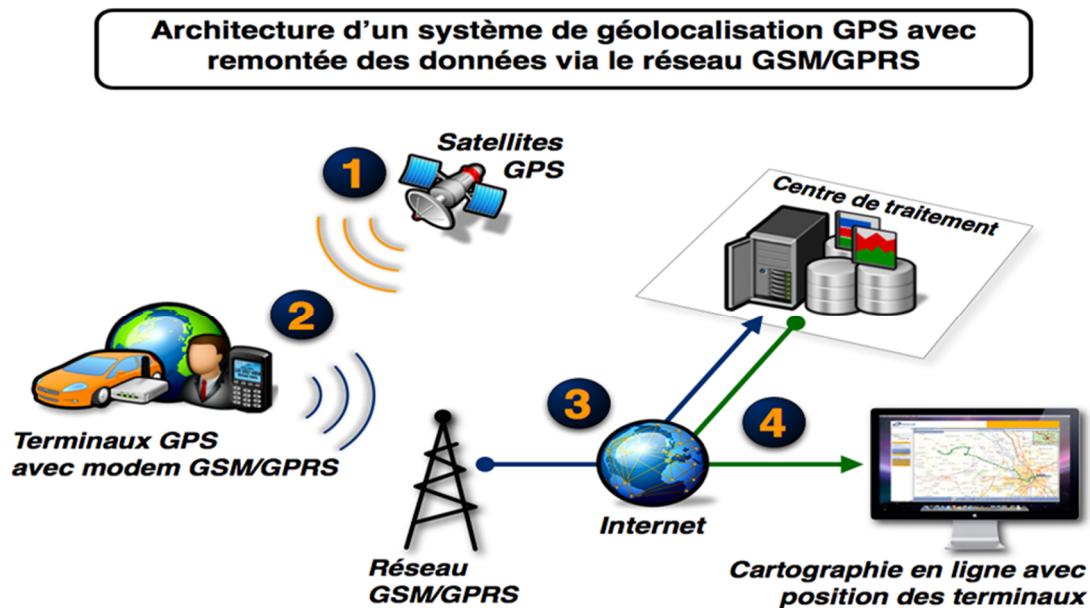 Architecture d'un système de géolocalisation GPS avec
remontée des données via le réseau GSM/GPRS
1
Satellites
GPS
Centre de traitement
2
Terminaux GPS
avec modem GSM/GPRS
3
4
Internet
Réseau
GSM/GPRS
Cartographie en ligne avec
position des terminaux